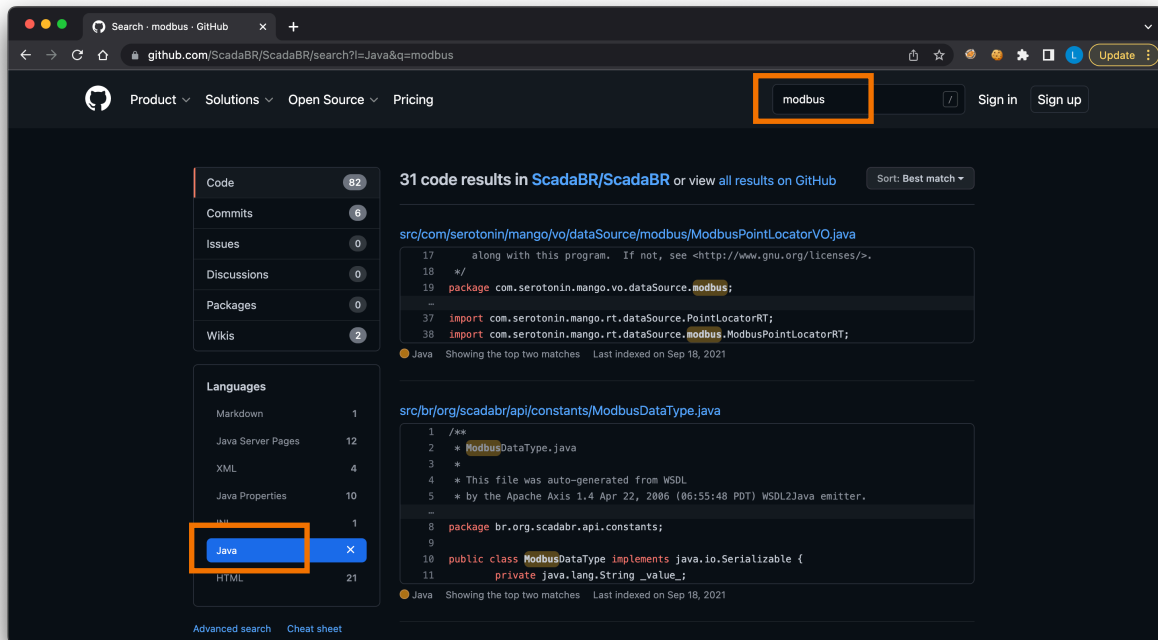 Search · modbus · GitHub
github.com/ScadaBR/ScadaBR/search?l=Java&q=modbus
L
Update
Product
Solutions
Open Source
Pricing
modbus
/
Sign in
Sign up
Code 82
Commits 6
Issues 0
Discussions 0
Packages 0
Wikis 2
Languages
Markdown 1
Java Server Pages 12
XML 4
Java Properties 10
INI 1
Java
HTML 21
Advanced search Cheat sheet
31 code results in ScadaBR/ScadaBR or view all results on GitHub
Sort: Best match
src/com/serotonin/mango/vo/dataSource/modbus/ModbusPointLocatorVO.java
17 along with this program. If not, see <http://www.gnu.org/licenses/>.
18 */
19 package com.serotonin.mango.vo.dataSource.modbus;
…
37 import com.serotonin.mango.rt.dataSource.PointLocatorRT;
38 import com.serotonin.mango.rt.dataSource.modbus.ModbusPointLocatorRT;
Java Showing the top two matches Last indexed on Sep 18, 2021
src/br/org/scadabr/api/constants/ModbusDataType.java
1 /**
2 * ModbusDataType.java
3 *
4 * This file was auto-generated from WSDL
5 * by the Apache Axis 1.4 Apr 22, 2006 (06:55:48 PDT) WSDL2Java emitter.
…
8 package br.org.scadabr.api.constants;
9
10 public class ModbusDataType implements java.io.Serializable {
11 private java.lang.String _value_;
Java Showing the top two matches Last indexed on Sep 18, 2021